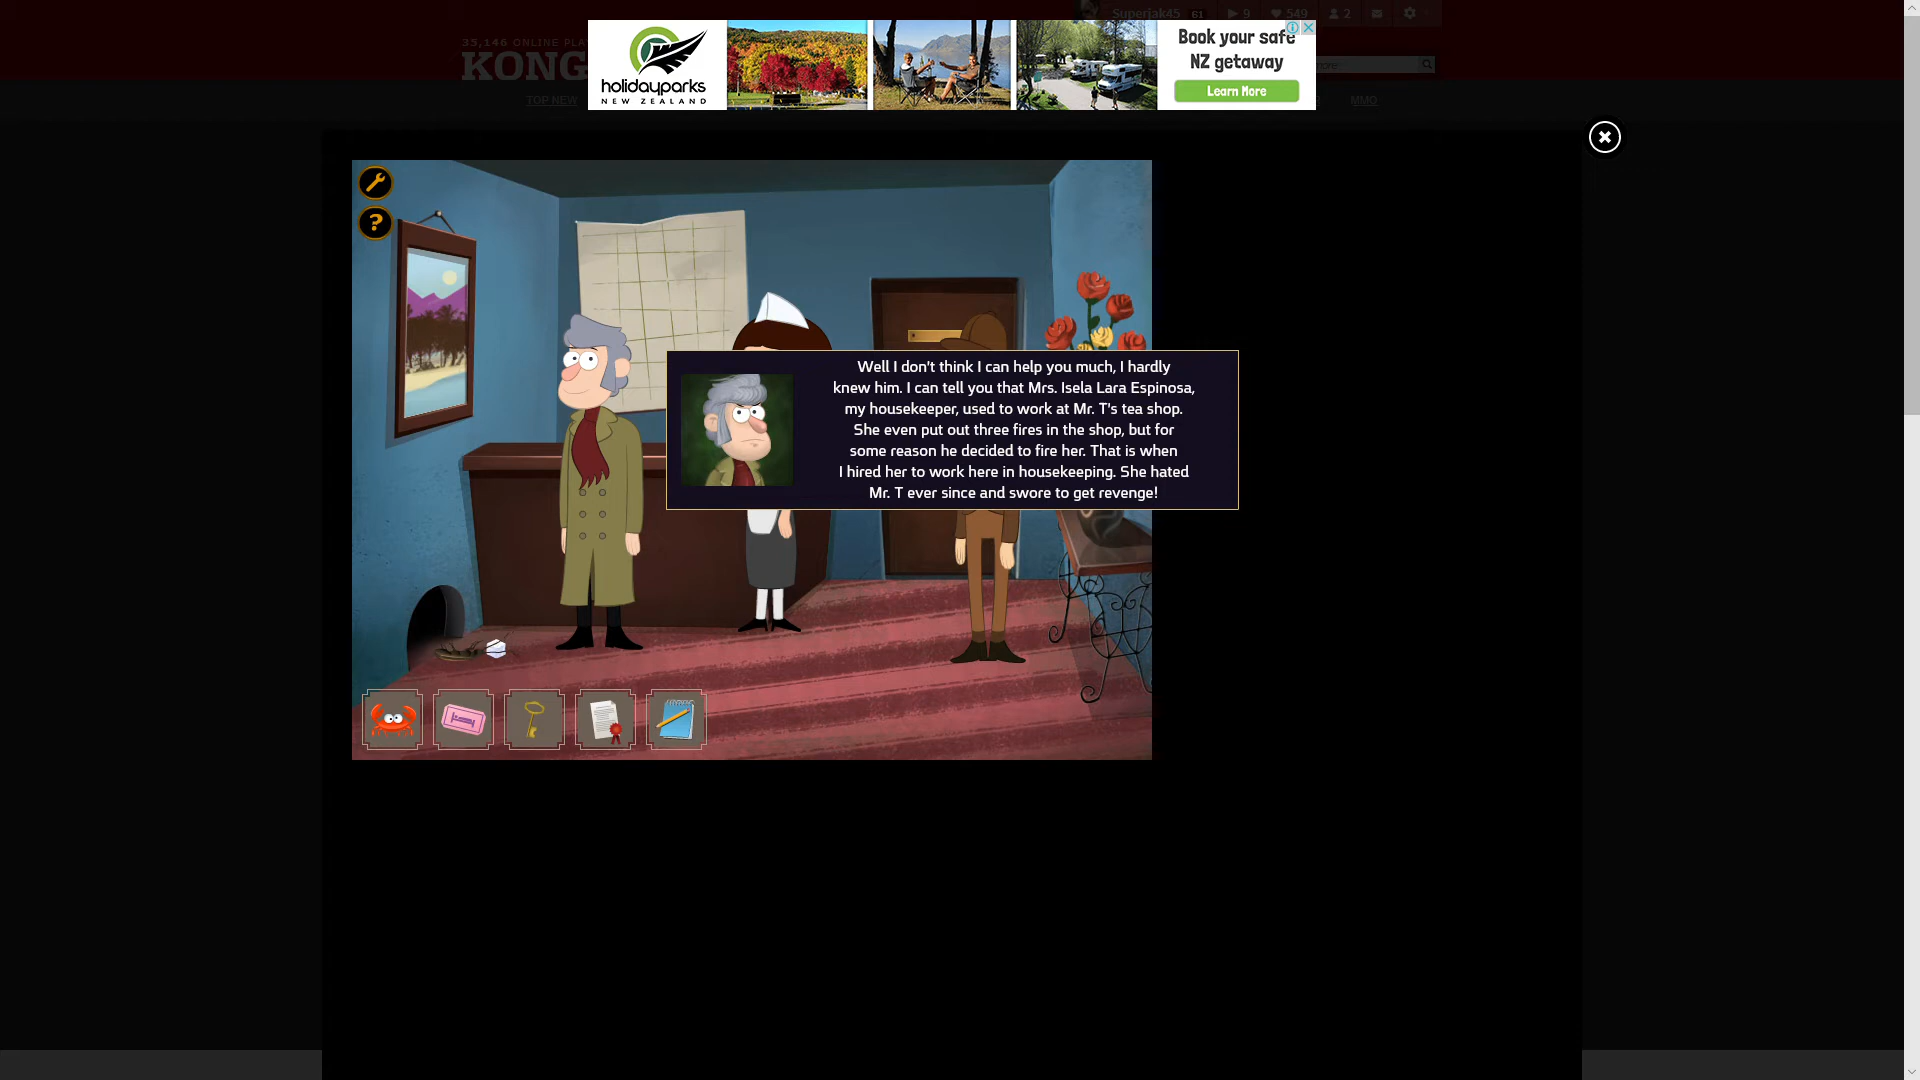 Superjak45 61 9 549 2
35,146 ONLINE PLA
KONG
holidayparks
NEW ZEALAND
Book your safe
NZ getaway
Learn More
more
TOP NEW
MMO
?
Well I don't think I can help you much, I hardly
knew him. I can tell you that Mrs. Isela Lara Espinosa,
my housekeeper, used to work at Mr. T's tea shop.
She even put out three fires in the shop, but for
some reason he decided to fire her. That is when
I hired her to work here in housekeeping. She hated
Mr. T ever since and swore to get revenge!